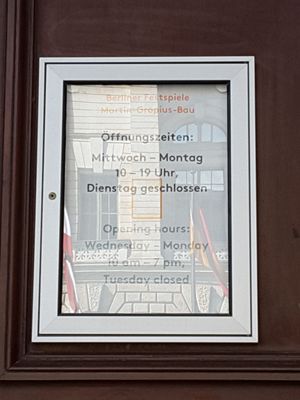 Berliner Festspiele
Martin-Gropius-Bau
Öffnungszeiten:
Mittwoch – Montag
10 – 19 Uhr,
Dienstag geschlossen
Opening hours:
Wednesday – Monday
10 am – 7 pm,
Tuesday closed